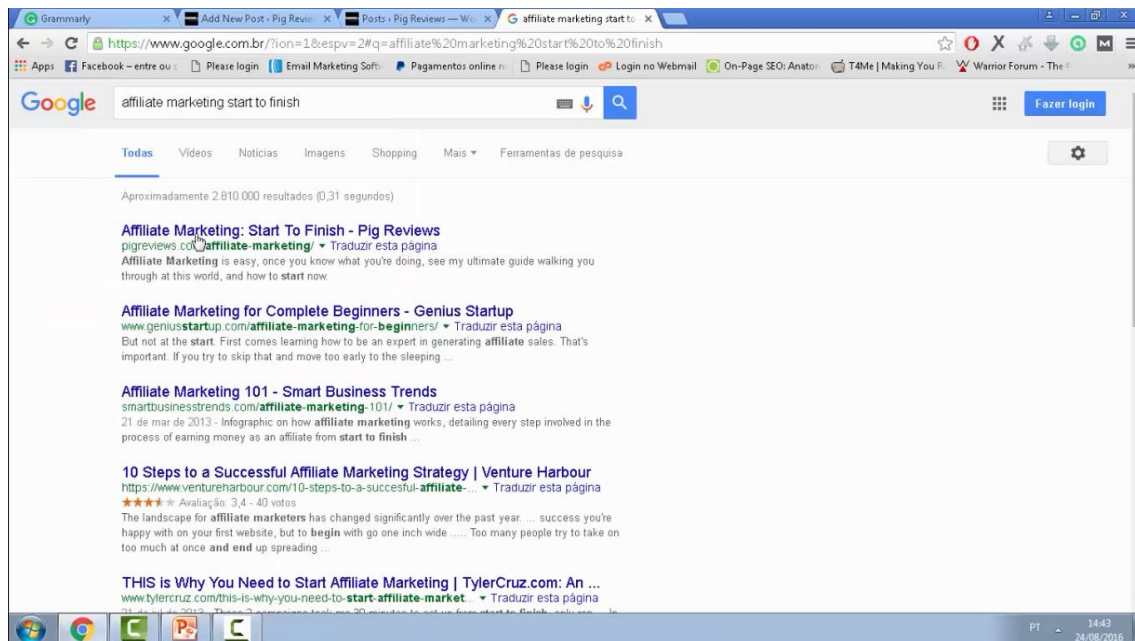 Grammarly
Add New Post ‹ Pig Review
Posts ‹ Pig Reviews — Wo
affiliate marketing start to
https://www.google.com.br/?ion=1&espv=2#q=affiliate%20marketing%20start%20to%20finish
Apps
Facebook – entre ou c
Please login
Email Marketing Softw
Pagamentos online n
Please login
Login no Webmail
On-Page SEO: Anaton
T4Me | Making You R
Warrior Forum - The
Google
affiliate marketing start to finish
Fazer login
Todas Vídeos Notícias Imagens Shopping Mais Ferramentas de pesquisa
Aproximadamente 2.810.000 resultados (0,31 segundos)
Affiliate Marketing: Start To Finish - Pig Reviews
pigreviews.co affiliate-marketing/ Traduzir esta página
Affiliate Marketing is easy, once you know what you're doing, see my ultimate guide walking you
through at this world, and how to start now.
Affiliate Marketing for Complete Beginners - Genius Startup
www.geniusstartup.com/affiliate-marketing-for-beginners/ Traduzir esta página
But not at the start. First comes learning how to be an expert in generating affiliate sales. That's
important. If you try to skip that and move too early to the sleeping ...
Affiliate Marketing 101 - Smart Business Trends
smartbusinesstrends.com/affiliate-marketing-101/ Traduzir esta página
21 de mar de 2013 - Infographic on how affiliate marketing works, detailing every step involved in the
process of earning money as an affiliate from start to finish ...
10 Steps to a Successful Affiliate Marketing Strategy | Venture Harbour
https://www.ventureharbour.com/10-steps-to-a-succesful-affiliate-... Traduzir esta página
Avaliação: 3,4 - 40 votos
The landscape for affiliate marketers has changed significantly over the past year. ... success you're
happy with on your first website, but to begin with go one inch wide ..... Too many people try to take on
too much at once and end up spreading ...
THIS is Why You Need to Start Affiliate Marketing | TylerCruz.com: An ...
www.tylercruz.com/this-is-why-you-need-to-start-affiliate-market... Traduzir esta página
PT
14:43
24/08/2016